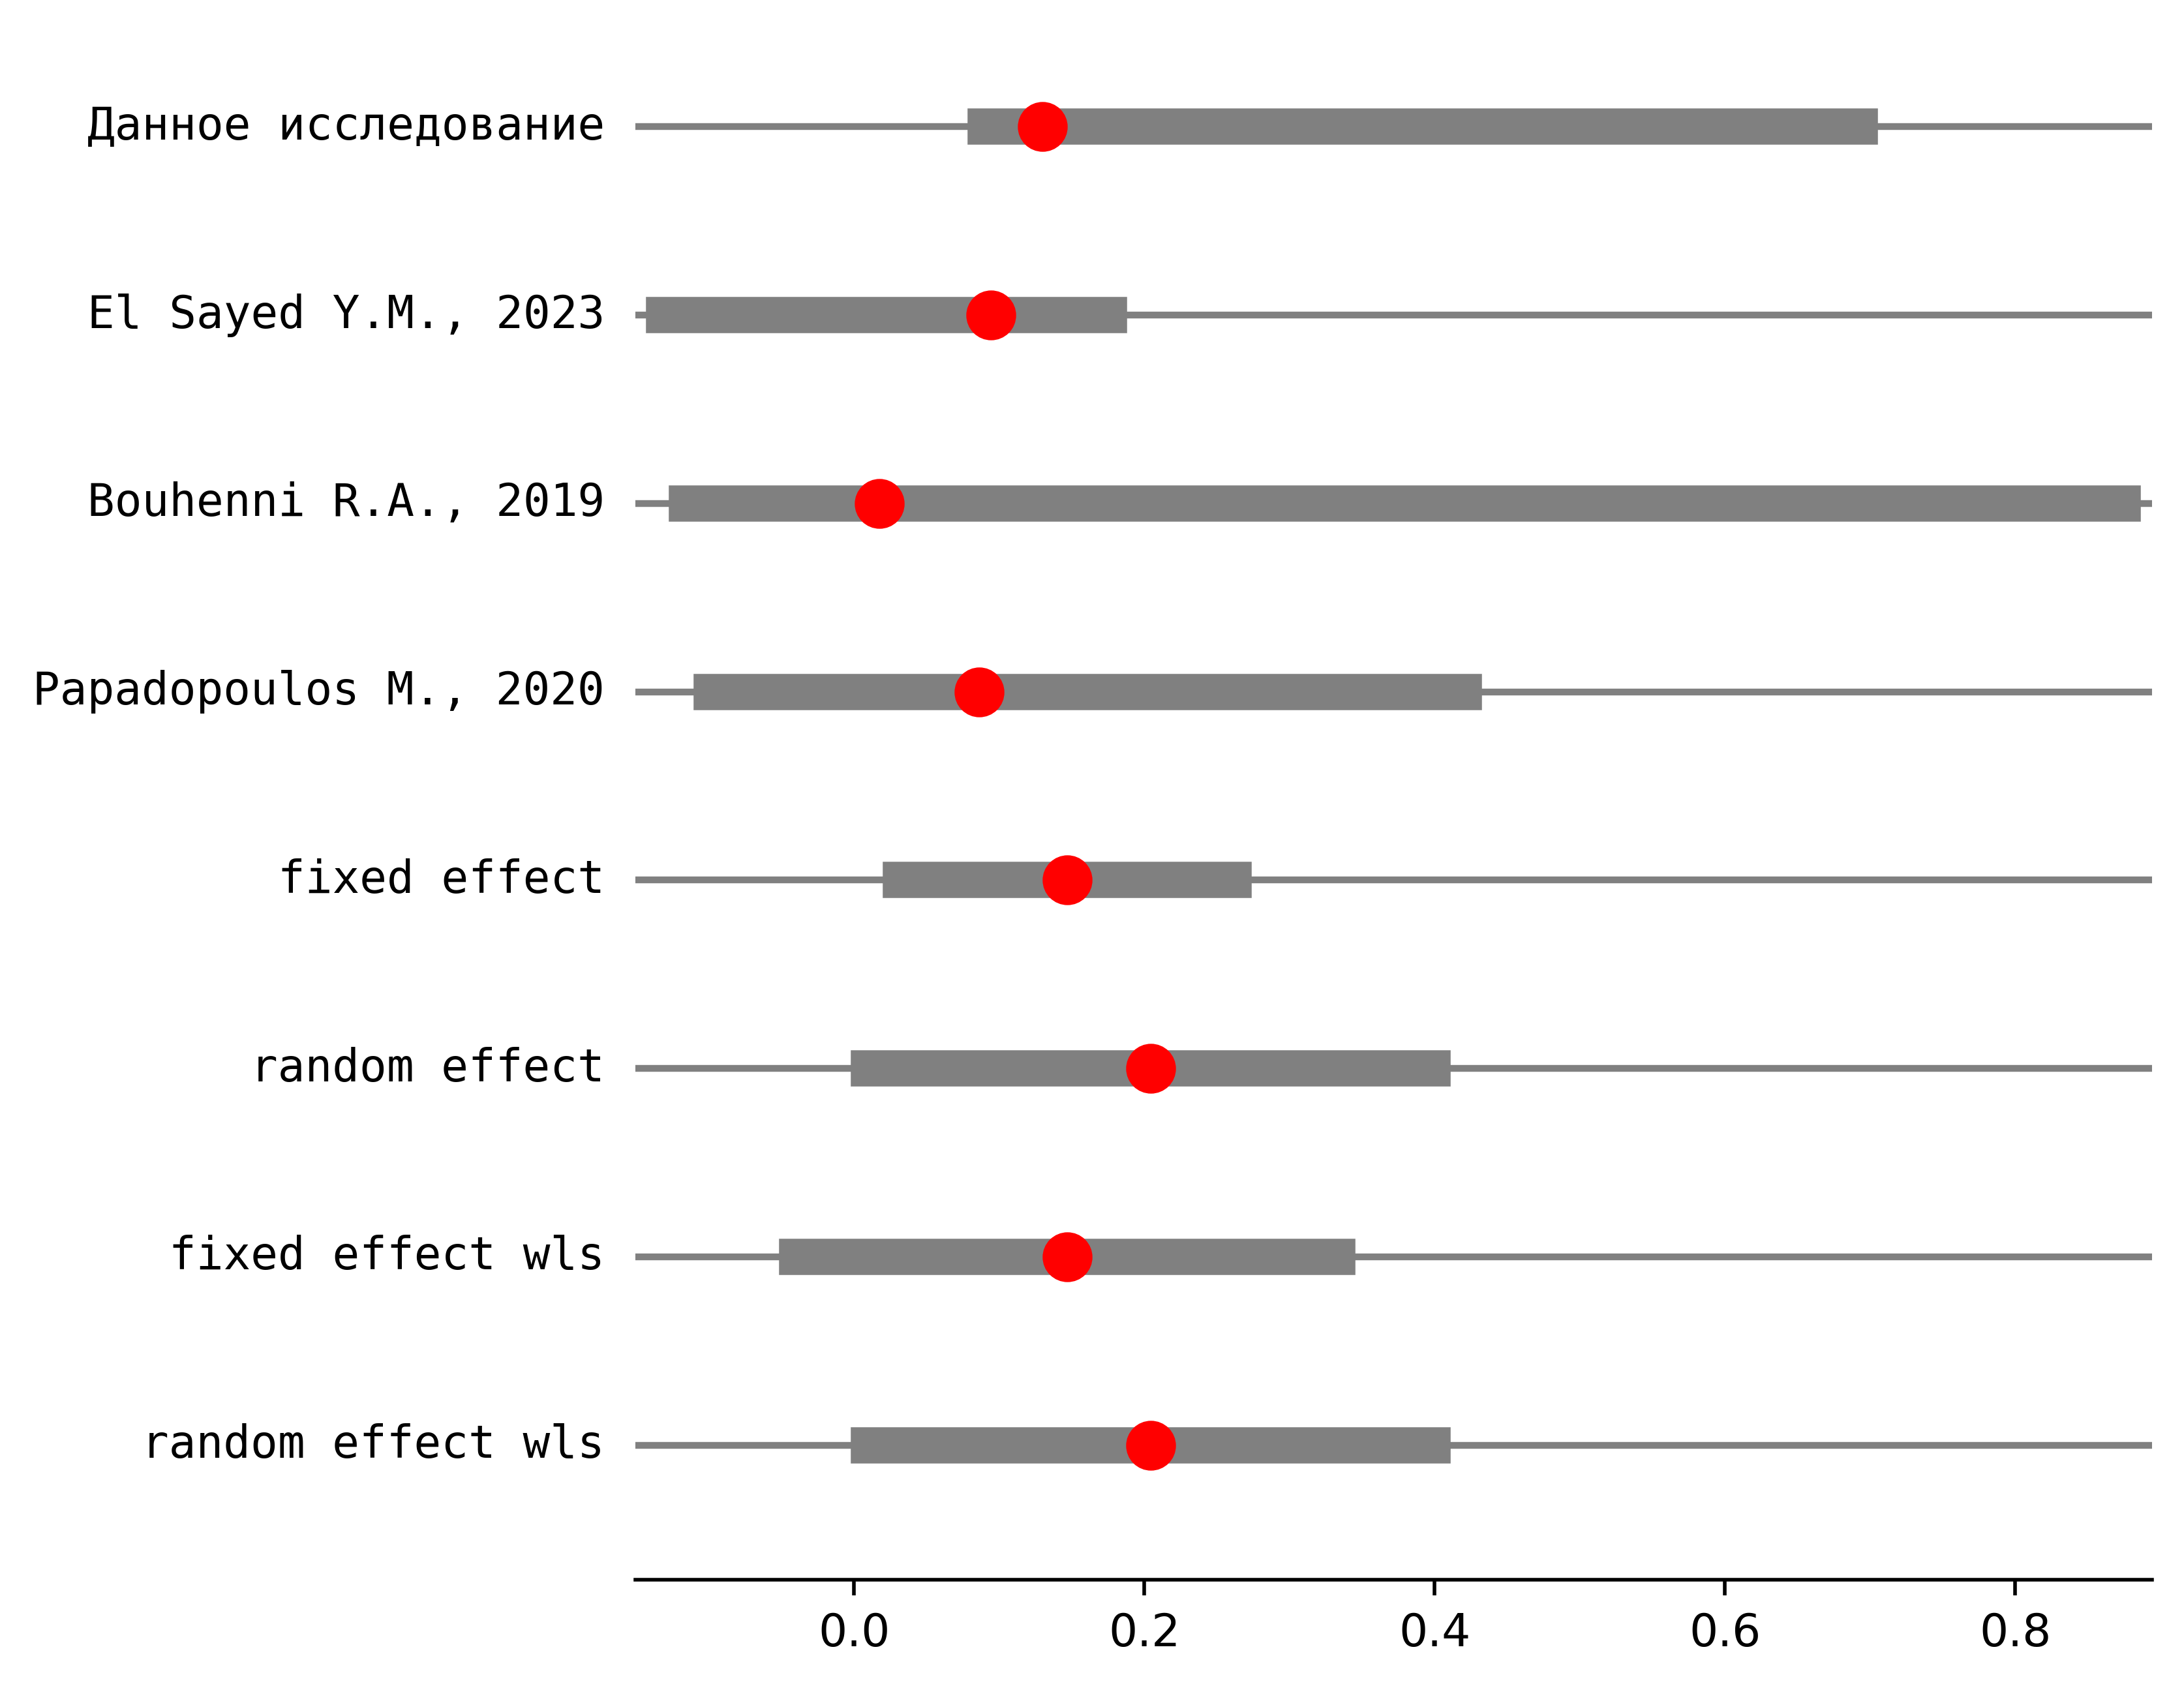 Данное исследование
El Sayed Y.M., 2023
Bouhenni R.A., 2019
Papadopoulos M., 2020
fixed effect
random effect
fixed effect wls
random effect wls
0.0 0.2 0.4 0.6 0.8